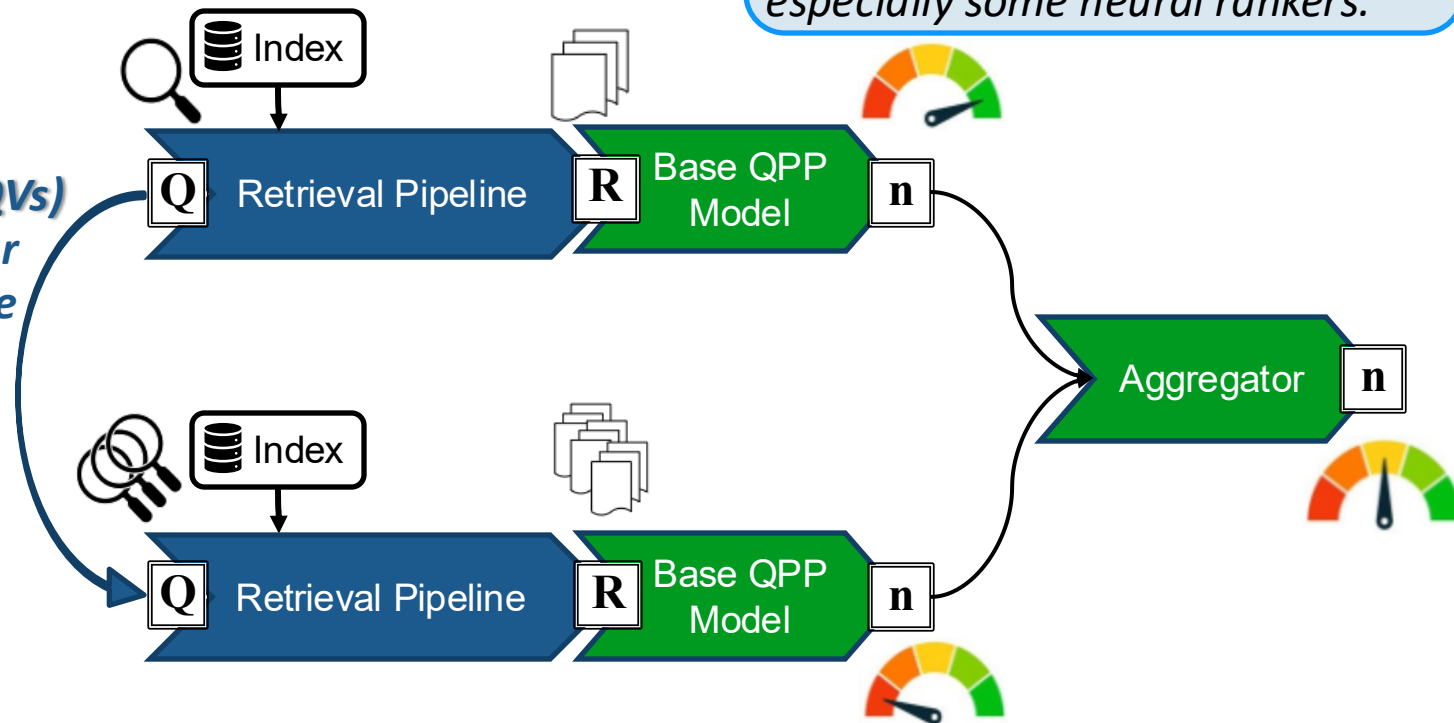 especially some neural rankers.
Index
Q
Retrieval Pipeline
R
Base QPP
Model
n
QVs)
Aggregator
n
Index
Q
Retrieval Pipeline
R
Base QPP
Model
n